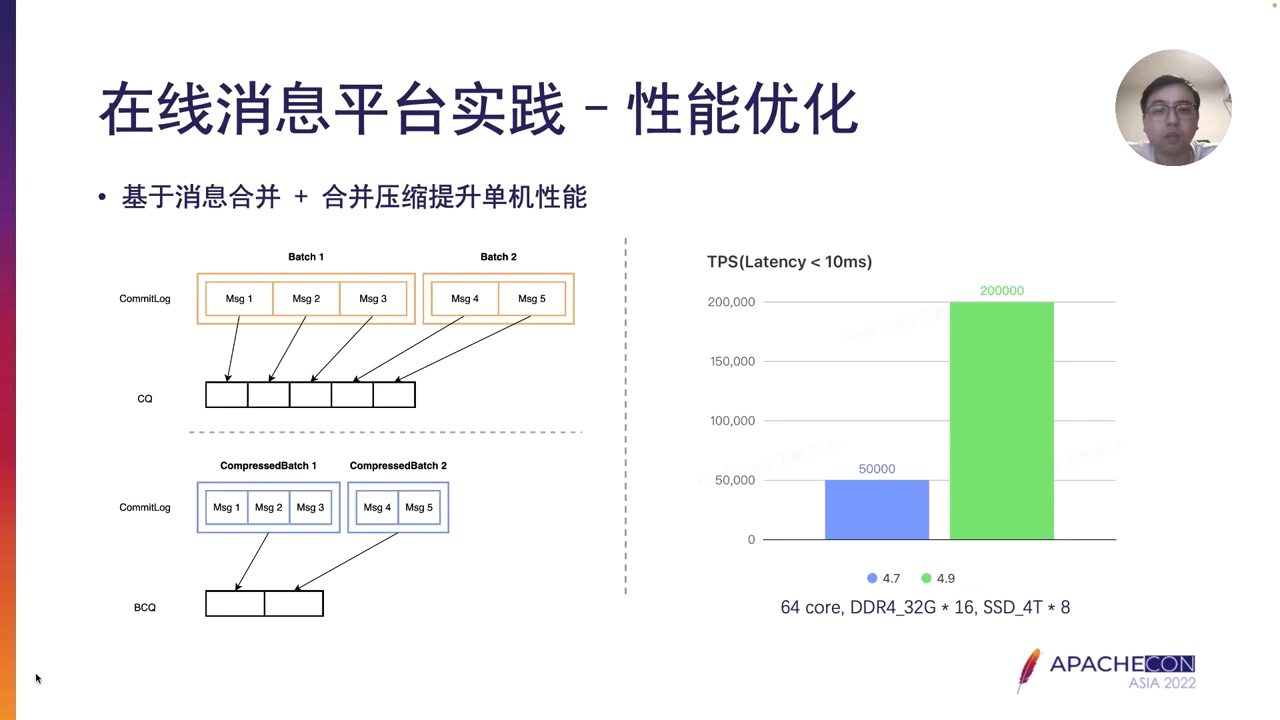 在线消息平台实践 - 性能优化
• 基于消息合并 + 合并压缩提升单机性能
Batch 1
Batch 2
CommitLog
Msg 1
Msg 2
Msg 3
Msg 4
Msg 5
CQ
CompressedBatch 1
CompressedBatch 2
CommitLog
Msg 1
Msg 2
Msg 3
Msg 4
Msg 5
BCQ
TPS(Latency < 10ms)
200000
200,000
150,000
100,000
50000
50,000
0
4.7
4.9
64 core, DDR4_32G * 16, SSD_4T * 8
APACHECON
ASIA 2022